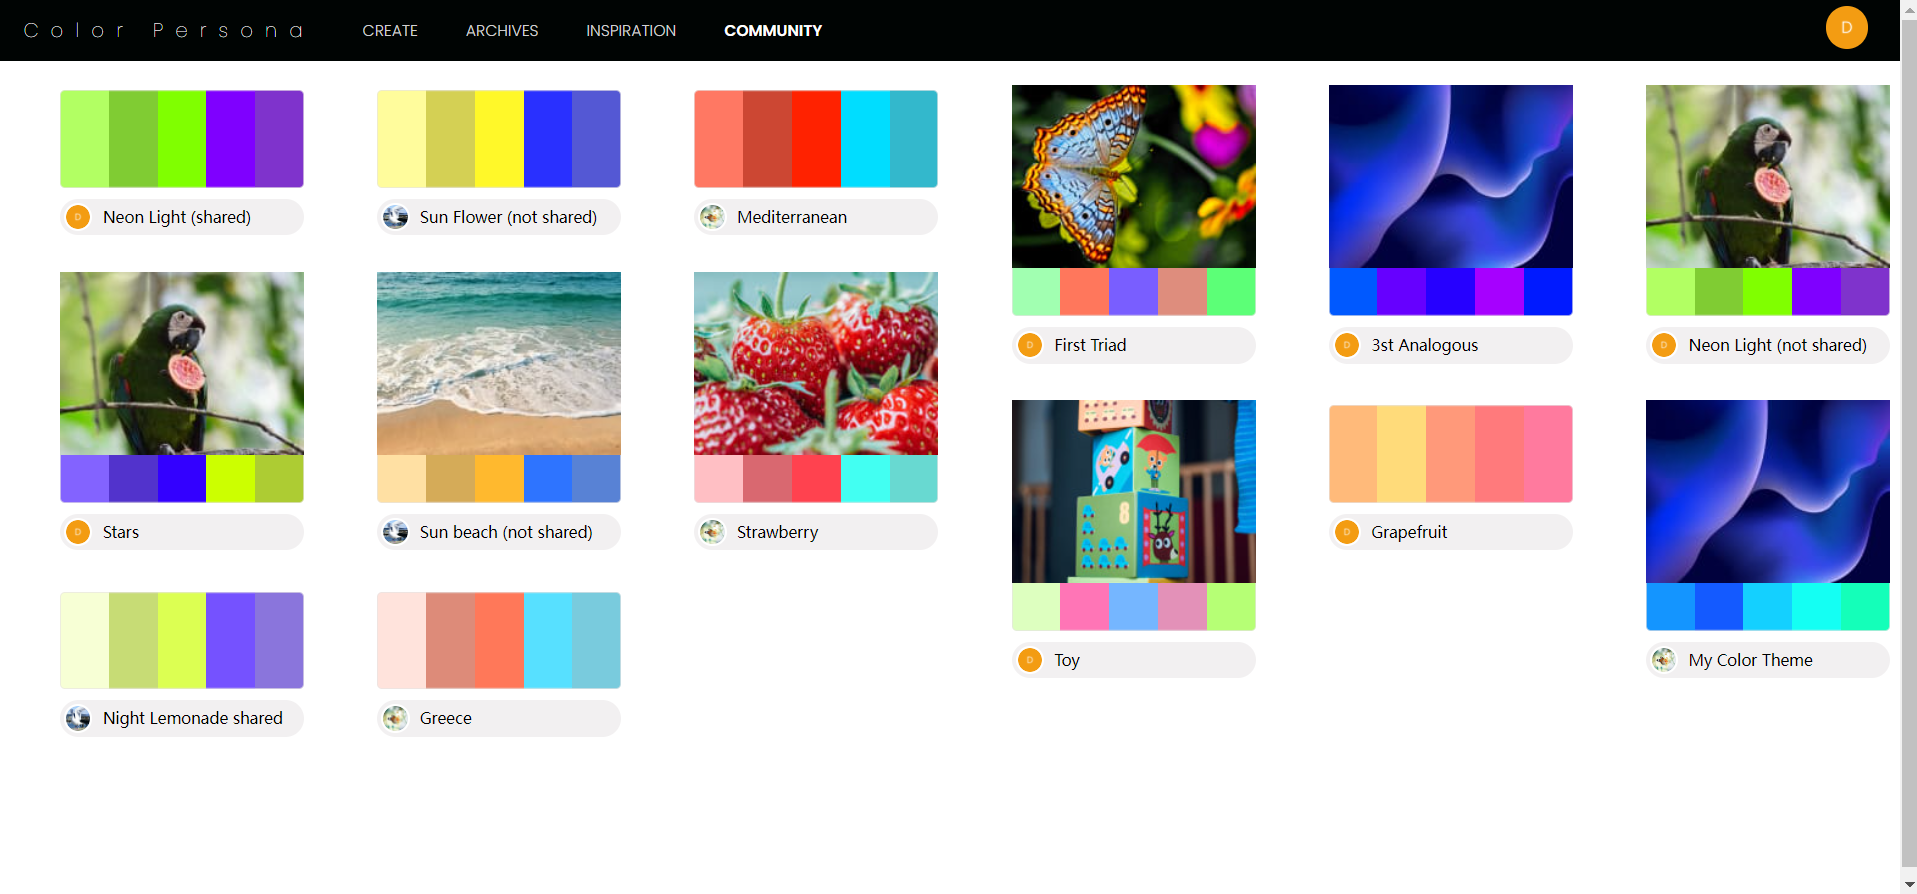 Color Persona
CREATE
ARCHIVES
INSPIRATION
COMMUNITY
D
D Neon Light (shared)
Sun Flower (not shared)
Mediterranean
D First Triad
D 3st Analogous
D Neon Light (not shared)
D Stars
Sun beach (not shared)
Strawberry
8
D Toy
D Grapefruit
My Color Theme
Night Lemonade shared
Greece